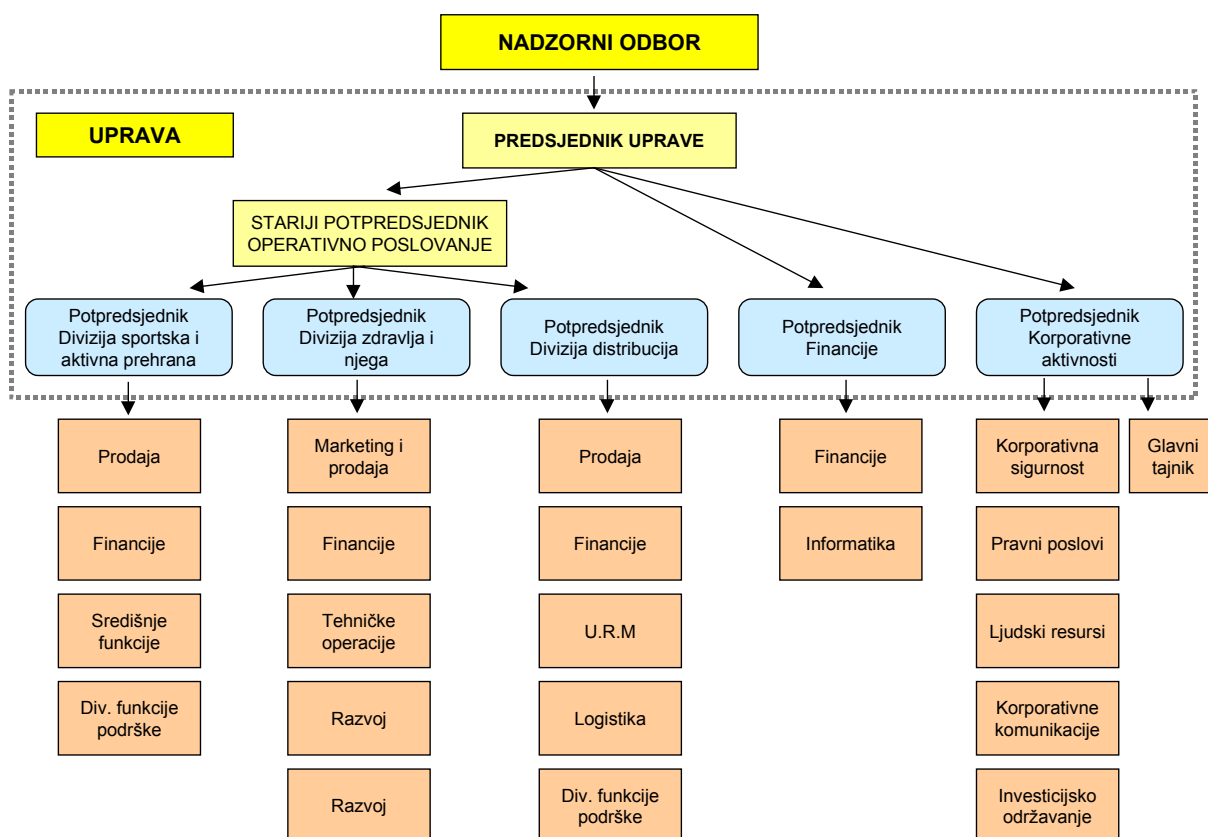 NADZORNI ODBOR
UPRAVA
PREDSJEDNIK UPRAVE
STARIJI POTPREDSJEDNIK
OPERATIVNO POSLOVANJE
Potpredsjednik
Divizija sportska i
aktivna prehrana
Potpredsjednik
Divizija zdravlja i
njega
Potpredsjednik
Divizija distribucija
Potpredsjednik
Financije
Potpredsjednik
Korporativne
aktivnosti
Prodaja
Marketing i
prodaja
Prodaja
Financije
Korporativna
sigurnost
Glavni
tajnik
Financije
Financije
Financije
Informatika
Pravni poslovi
Središnje
funkcije
Tehničke
operacije
U.R.M
Ljudski resursi
Div. funkcije
podrške
Razvoj
Logistika
Korporativne
komunikacije
Razvoj
Div. funkcije
podrške
Investicijsko
održavanje